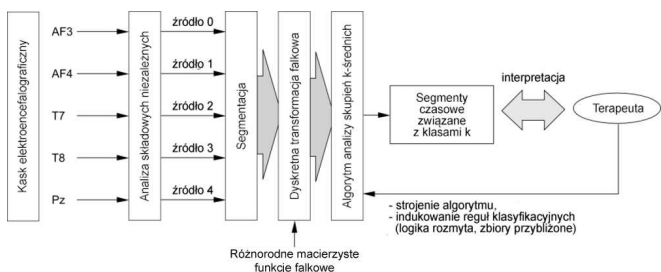 Kask elektroencefalograficzny
AF3
AF4
T7
T8
Pz
Analiza składowych niezależnych
źródło 0
źródło 1
źródło 2
źródło 3
źródło 4
Segmentacja
Dyskretna transformacja falkowa
Różnorodne macierzyste
funkcje falkowe
Algorytm analizy skupień k-średnich
Segmenty
czasowe
związane
z klasami k
interpretacja
Terapeuta
- strojenie algorytmu,
- indukowanie reguł klasyfikacyjnych
(logika rozmyta, zbiory przybliżone)